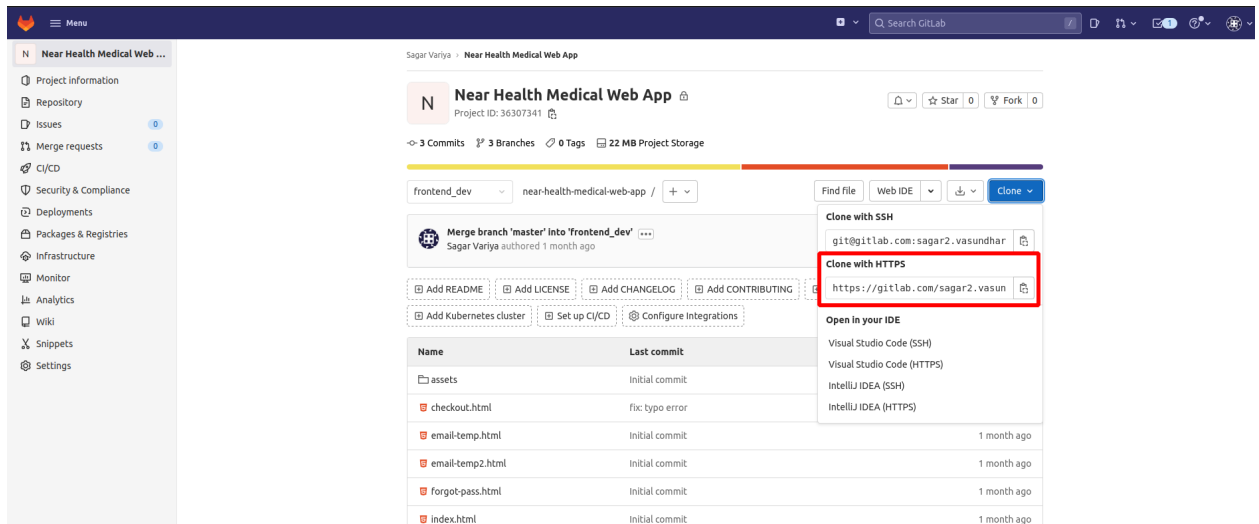 Menu
Search GitLab
/
1
N Near Health Medical Web ...
Project information
Repository
Issues 0
Merge requests 0
CI/CD
Security & Compliance
Deployments
Packages & Registries
Infrastructure
Monitor
Analytics
Wiki
Snippets
Settings
Sagar Variya > Near Health Medical Web App
N
Near Health Medical Web App
Project ID: 36307341
Star 0
Fork 0
3 Commits 3 Branches 0 Tags 22 MB Project Storage
frontend_dev
near-health-medical-web-app / +
Find file
Web IDE
Clone
Merge branch 'master' into 'frontend_dev'
Sagar Variya authored 1 month ago
Add README
Add LICENSE
Add CHANGELOG
Add CONTRIBUTING
Add Kubernetes cluster
Set up CI/CD
Configure Integrations
Clone with SSH
git@gitlab.com:sagar2.vasundhar
Clone with HTTPS
https://gitlab.com/sagar2.vasun
Open in your IDE
Visual Studio Code (SSH)
Visual Studio Code (HTTPS)
IntelliJ IDEA (SSH)
IntelliJ IDEA (HTTPS)
Name Last commit
assets Initial commit
checkout.html fix: typo error
email-temp.html Initial commit 1 month ago
email-temp2.html Initial commit 1 month ago
forgot-pass.html Initial commit 1 month ago
index.html Initial commit 1 month ago